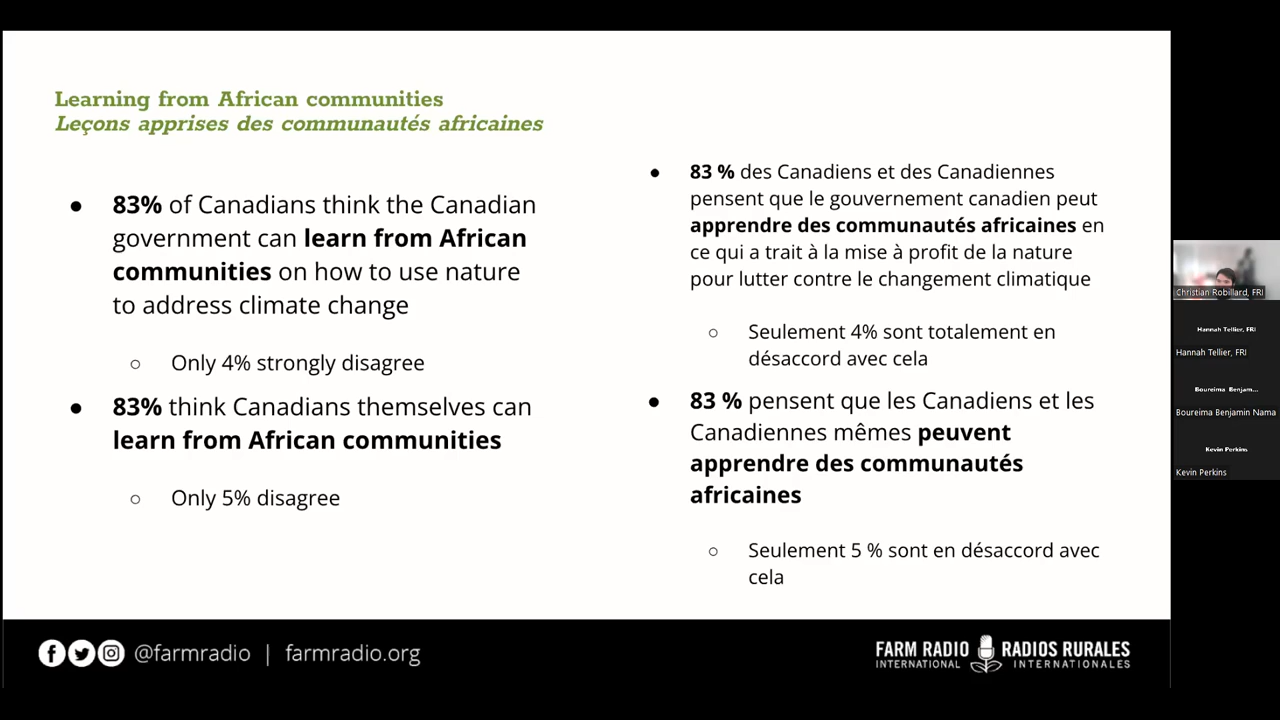 Learning from African communities
Leçons apprises des communautés africaines
● 83% of Canadians think the Canadian
government can learn from African
communities on how to use nature
to address climate change
○ Only 4% strongly disagree
● 83% think Canadians themselves can
learn from African communities
○ Only 5% disagree
● 83 % des Canadiens et des Canadiennes
pensent que le gouvernement canadien peut
apprendre des communautés africaines en
ce qui a trait à la mise à profit de la nature
pour lutter contre le changement climatique
○ Seulement 4% sont totalement en
désaccord avec cela
● 83 % pensent que les Canadiens et les
Canadiennes mêmes peuvent
apprendre des communautés
africaines
○ Seulement 5 % sont en désaccord avec
cela
@farmradio | farmradio.org
FARM RADIO
INTERNATIONAL
RADIOS RURALES
INTERNATIONALES
Christian Robillard, FRI
Hannah Tellier, FRI
Hannah Tellier, FRI
Boureima Benjam...
Boureima Benjamin Nama
Kevin Perkins
Kevin Perkins